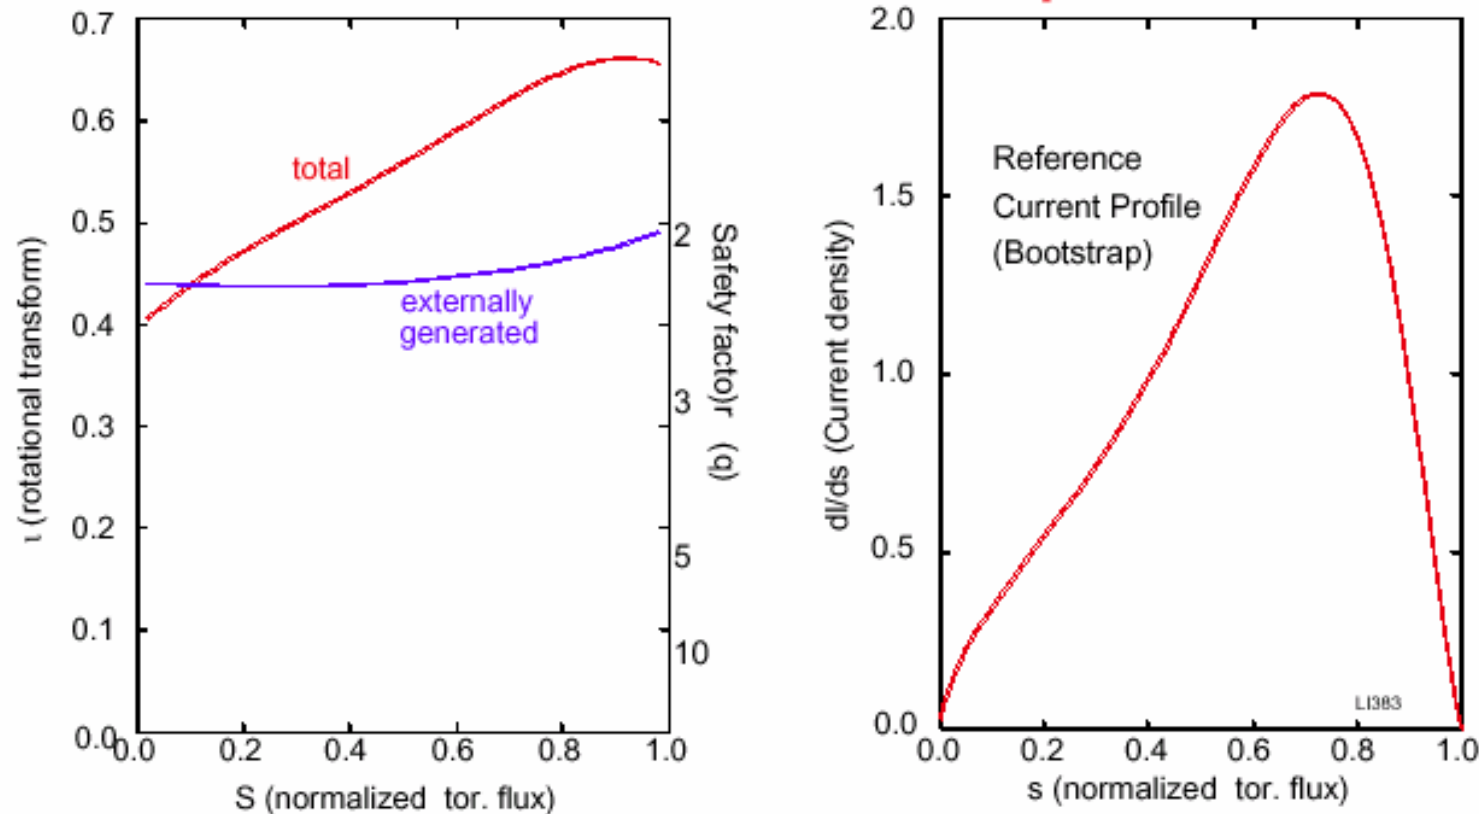 0.7
0.6
0.5
0.4
0.3
0.2
0.1
0.0
ι (rotational transform)
total
externally
generated
2
3
5
10
Safety facto)r (q)
0.0 0.2 0.4 0.6 0.8 1.0
S (normalized tor. flux)
2.0
1.5
1.0
0.5
0.0
dI/ds (Current density)
Reference
Current Profile
(Bootstrap)
LI383
0.0 0.2 0.4 0.6 0.8 1.0
s (normalized tor. flux)